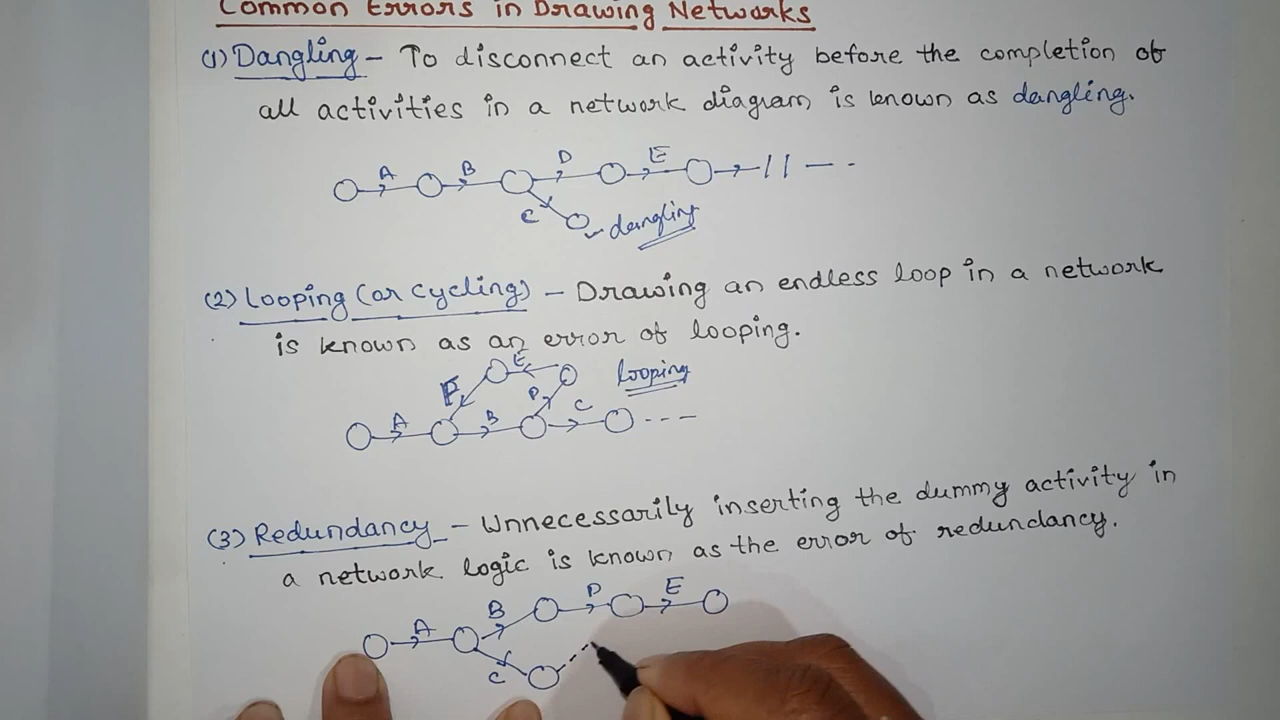 Common Errors in Drawing Networks
(1) Dangling - To disconnect an activity before the completion of
all activities in a network diagram is known as dangling.
A B D E
C dangling
(2) Looping (or cycling) - Drawing an endless loop in a network
is known as an error of looping.
E looping
F D
A B C
(3) Redundancy - Unnecessarily inserting the dummy activity in
a network logic is known as the error of redundancy.
A B D E
C